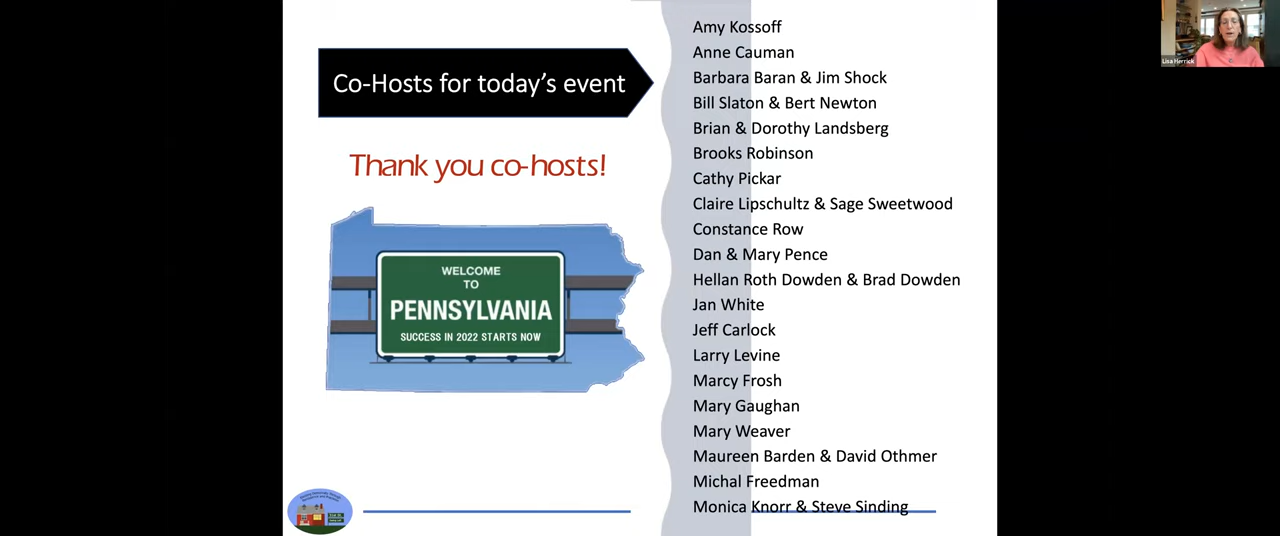 Co-Hosts for today's event
Thank you co-hosts!
WELCOME
TO
PENNSYLVANIA
SUCCESS IN 2022 STARTS NOW
Amy Kossoff
Anne Cauman
Barbara Baran & Jim Shock
Bill Slaton & Bert Newton
Brian & Dorothy Landsberg
Brooks Robinson
Cathy Pickar
Claire Lipschultz & Sage Sweetwood
Constance Row
Dan & Mary Pence
Hellan Roth Dowden & Brad Dowden
Jan White
Jeff Carlock
Larry Levine
Marcy Frosh
Mary Gaughan
Mary Weaver
Maureen Barden & David Othmer
Michal Freedman
Monica Knorr & Steve Sinding
Lisa Herrick